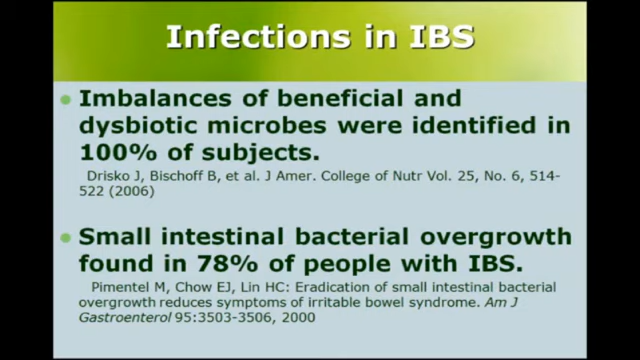 Infections in IBS
Imbalances of beneficial and
dysbiotic microbes were identified in
100% of subjects.
Drisko J, Bischoff B, et al. J Amer. College of Nutr Vol. 25, No. 6, 514-
522 (2006)
Small intestinal bacterial overgrowth
found in 78% of people with IBS.
Pimentel M, Chow EJ, Lin HC: Eradication of small intestinal bacterial
overgrowth reduces symptoms of irritable bowel syndrome. Am J
Gastroenterol 95:3503-3506, 2000